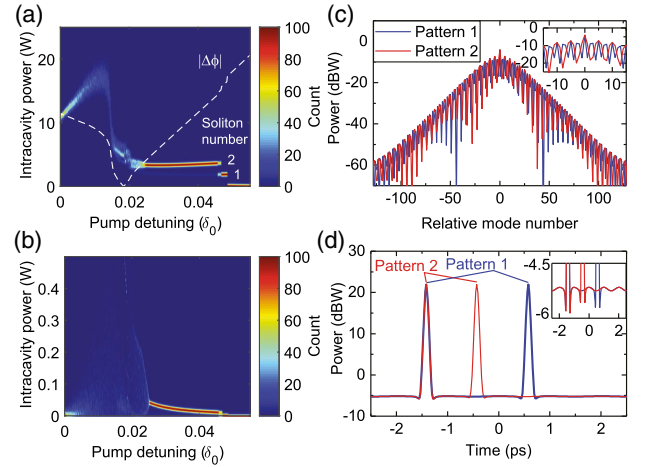 (a)
Intracavity power (W)
20
10
0
|Δϕ|
Soliton
number
2
1
0
0.02
0.04
Pump detuning (δ0)
100
80
60
40
20
0
Count
(b)
Intracavity power (W)
0.4
0.3
0.2
0.1
0
0
0.02
0.04
Pump detuning (δ0)
100
80
60
40
20
0
Count
(c)
Power (dBW)
0
-20
-40
-60
Pattern 1
Pattern 2
0
-10
-20
-10
0
10
-100
-50
0
50
100
Relative mode number
(d)
Power (dBW)
30
20
10
0
-10
Pattern 2
Pattern 1
-4.5
-6
-2
0
2
-2
-1
0
1
2
Time (ps)